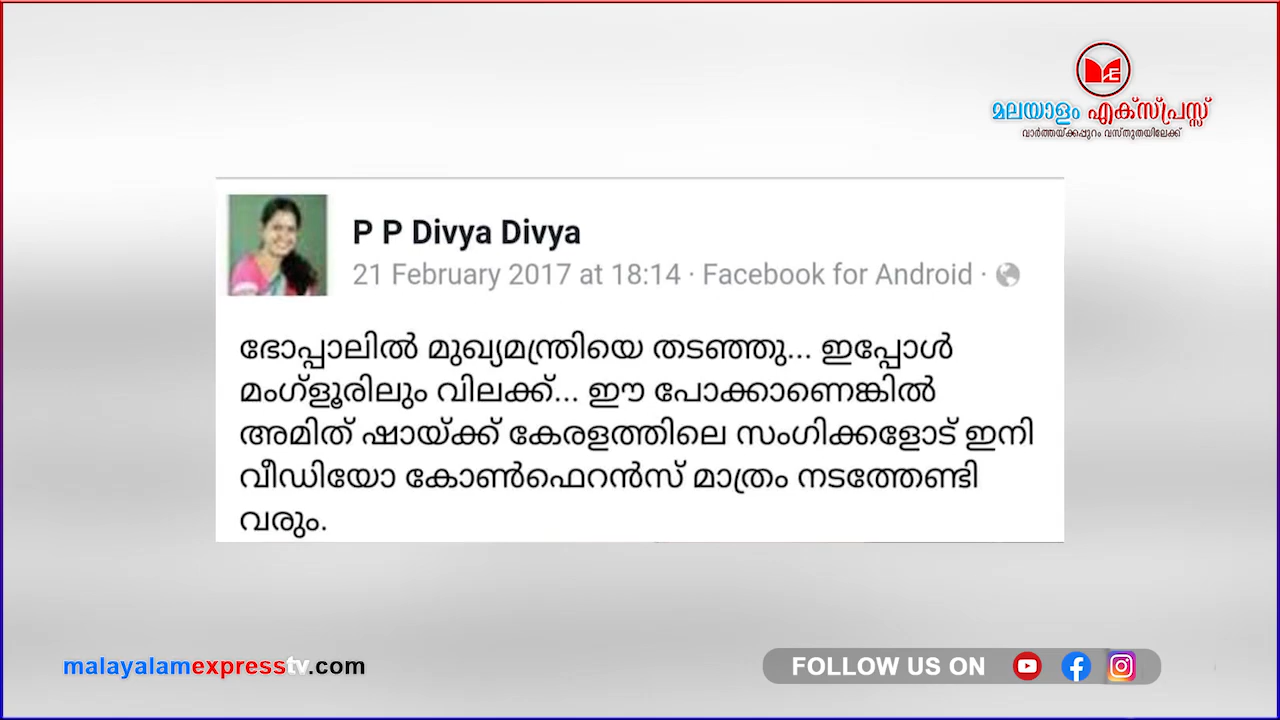 മലയാളം എക്സ്പ്രസ്സ്
വാർത്തയ്ക്കപ്പുറം വസ്തുതയിലേക്ക്
P P Divya Divya
21 February 2017 at 18:14 · Facebook for Android ·
ഭോപ്പാലിൽ മുഖ്യമന്ത്രിയെ തടഞ്ഞു... ഇപ്പോൾ
മംഗ്ളൂരിലും വിലക്ക്... ഈ പോക്കാണെങ്കിൽ
അമിത് ഷായ്ക്ക് കേരളത്തിലെ സംഗിക്കളോട് ഇനി
വീഡിയോ കോൺഫെറൻസ് മാത്രം നടത്തേണ്ടി
വരും.
malayalamexpresstv.com
FOLLOW US ON